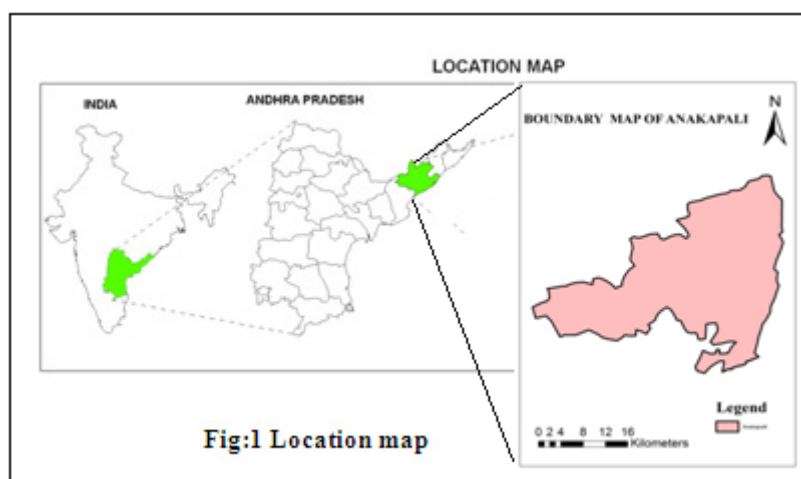 LOCATION MAP
INDIA
ANDHRA PRADESH
N
BOUNDARY MAP OF ANAKAPALI
Legend
Anakapali
0 2 4 8 12 16
Kilometers
Fig:1 Location map